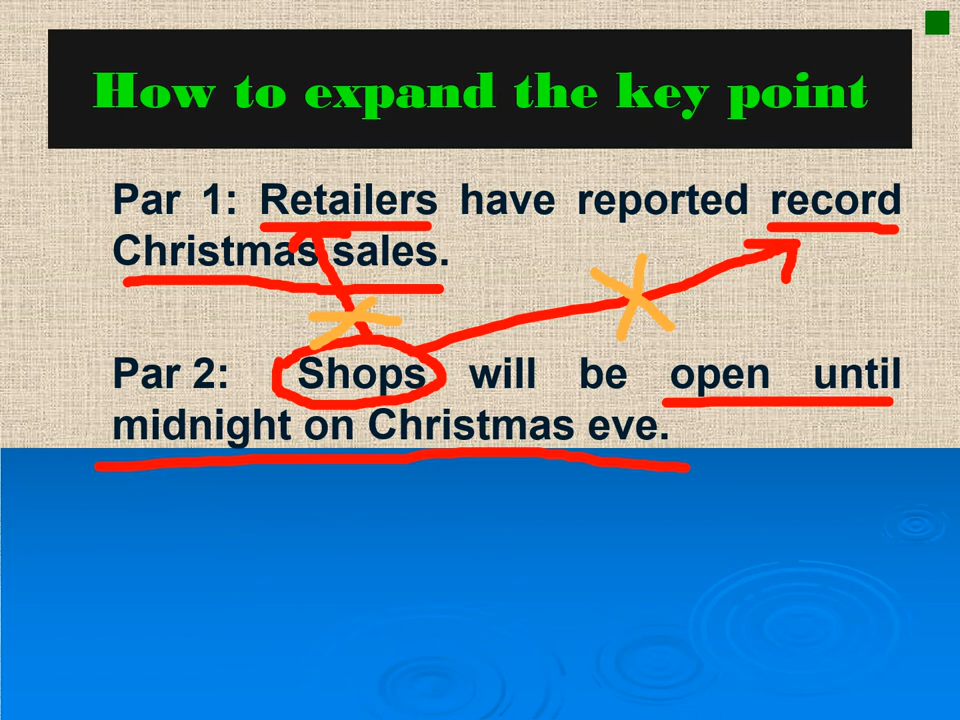 How to expand the key point
Par 1: Retailers have reported record
Christmas sales.
Par 2: Shops will be open until
midnight on Christmas eve.